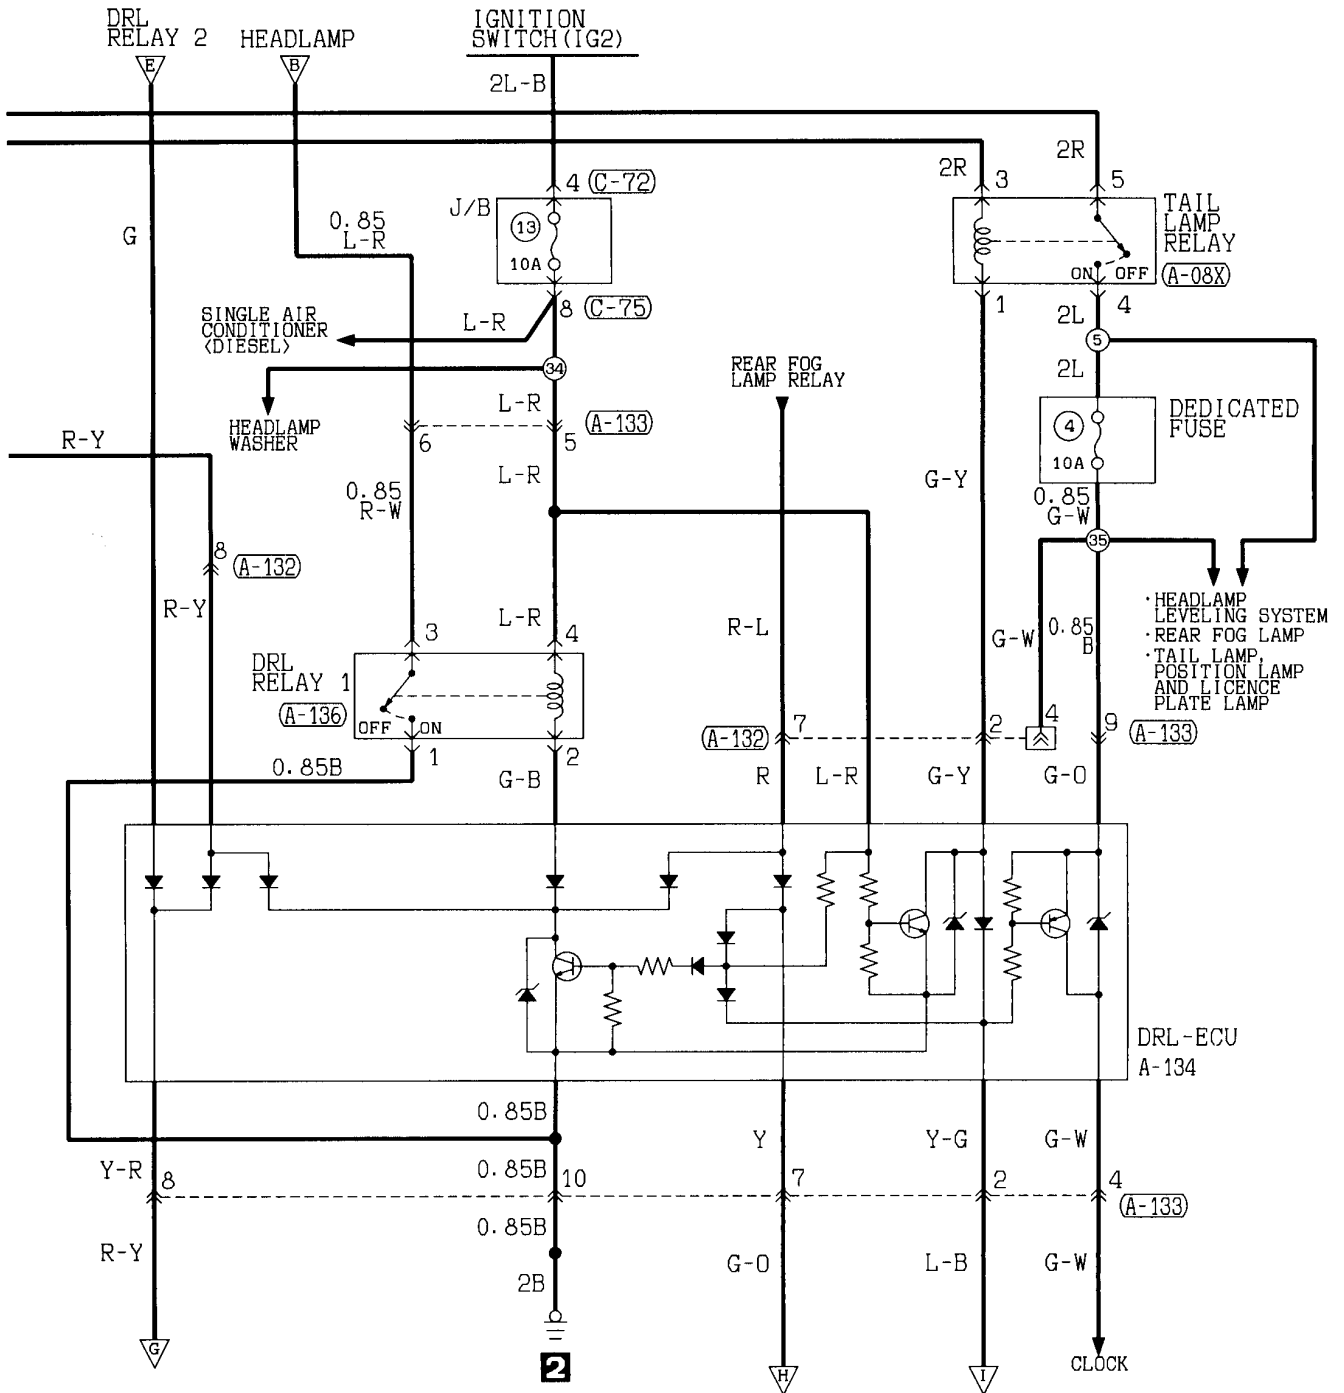 DRL
RELAY 2
HEADLAMP
IGNITION
SWITCH(IG2)
E
B
2L-B
2R
2R
3
5
4
(C-72)
J/B
13
10A
TAIL
LAMP
RELAY
(A-08X)
ON
OFF
G
0.85
L-R
8
(C-75)
1
4
SINGLE AIR
CONDITIONER
<DIESEL>
L-R
2L
5
34
REAR FOG
LAMP RELAY
2L
HEADLAMP
WASHER
L-R
(A-133)
6
5
4
10A
DEDICATED
FUSE
R-Y
L-R
G-Y
0.85
R-W
0.85
G-W
35
8
(A-132)
R-Y
L-R
R-L
G-W
0.85
B
·HEADLAMP
LEVELING SYSTEM
·REAR FOG LAMP
·TAIL LAMP,
POSITION LAMP
AND LICENCE
PLATE LAMP
3
4
DRL
RELAY 1
(A-136)
OFF
ON
(A-132)
7
2
4
9
(A-133)
1
2
0.85B
G-B
R
L-R
G-Y
G-O
DRL-ECU
A-134
0.85B
Y-R
0.85B
Y
Y-G
G-W
8
10
7
2
4
(A-133)
R-Y
0.85B
G-O
L-B
G-W
2B
G
2
H
I
CLOCK